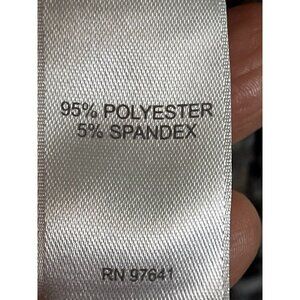 95% POLYESTER
5% SPANDEX
RN 97641